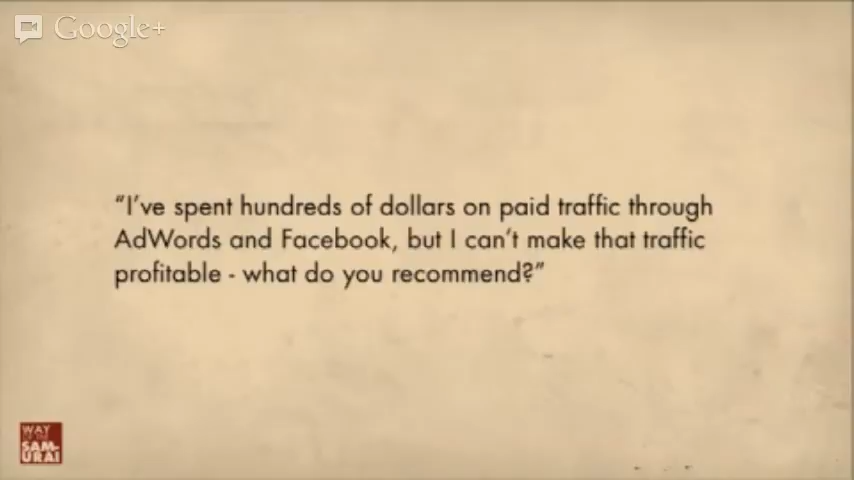 Google+
“I’ve spent hundreds of dollars on paid traffic through
AdWords and Facebook, but I can’t make that traffic
profitable - what do you recommend?”
WAY
OF THE
SAM-
URAI